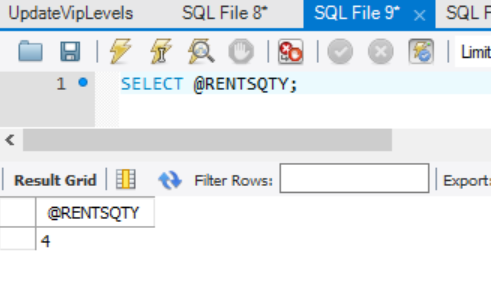 UpdateVipLevels SQL File 8* SQL File 9* × SQL F
Limit
1 SELECT @RENTSQTY;
Result Grid Filter Rows: Export:
@RENTSQTY
4